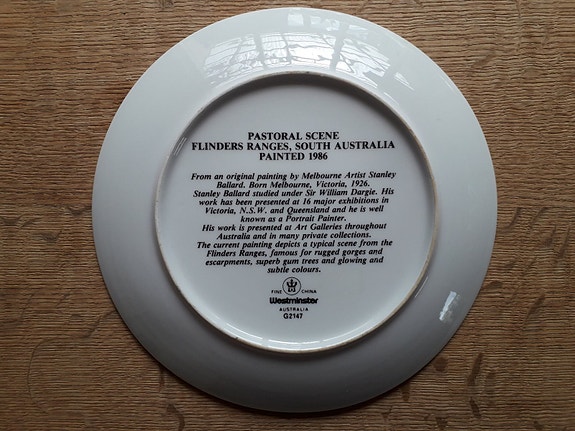 PASTORAL SCENE
FLINDERS RANGES, SOUTH AUSTRALIA
PAINTED 1986
From an original painting by Melbourne Artist Stanley
Ballard. Born Melbourne, Victoria, 1926.
Stanley Ballard studied under Sir William Dargie. His
work has been presented at 16 major exhibitions in
Victoria, N.S.W. and Queensland and he is well
known as a Portrait Painter.
His work is presented at Art Galleries throughout
Australia and in many private collections.
The current painting depicts a typical scene from the
Flinders Ranges, famous for rugged gorges and
escarpments, superb gum trees and glowing and
subtle colours.
FINE CHINA
Westminster
AUSTRALIA
G2147